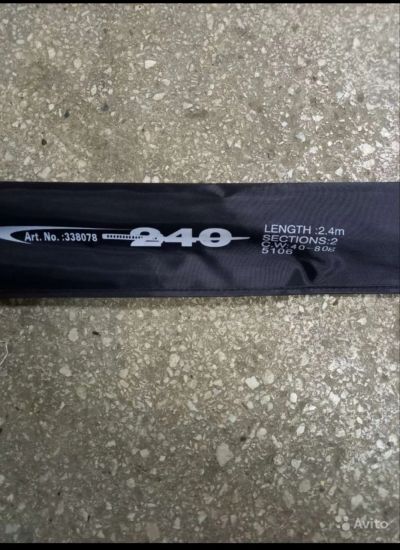 Art. No. :338078
240
LENGTH :2.4m
SECTIONS:2
C.W:40-80g
5106
Avito